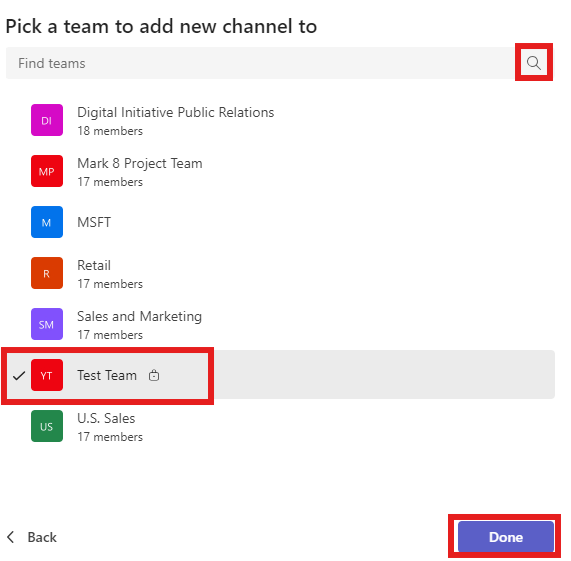 Pick a team to add new channel to
Find teams
DI
Digital Initiative Public Relations
18 members
MP
Mark 8 Project Team
17 members
M
MSFT
R
Retail
17 members
SM
Sales and Marketing
17 members
YT
Test Team
US
U.S. Sales
17 members
Back
Done